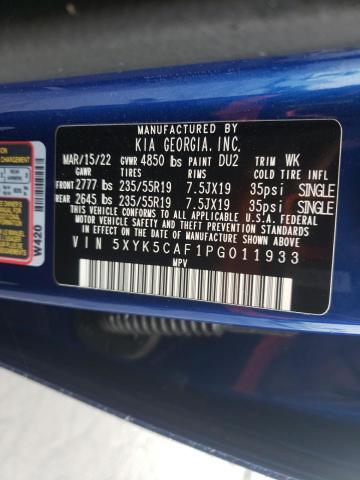 MANUFACTURED BY
KIA GEORGIA, INC.
MAR/15/22 GVWR 4850 lbs PAINT DU2 TRIM WK
GAWR TIRES RIMS COLD TIRE INFL
FRONT 2777 lbs 235/55R19 7.5JX19 35psi SINGLE
REAR 2645 lbs 235/55R19 7.5JX19 35psi SINGLE
THIS VEHICLE CONFORMS TO ALL APPLICABLE U.S.A. FEDERAL
MOTOR VEHICLE SAFETY AND THEFT PREVENTION STANDARDS
IN EFFECT ON THE DATE OF MANUFACTURE SHOWN ABOVE.
VIN 5XYK5CAF1PG011933
MPV
W420
CHANGEMENT